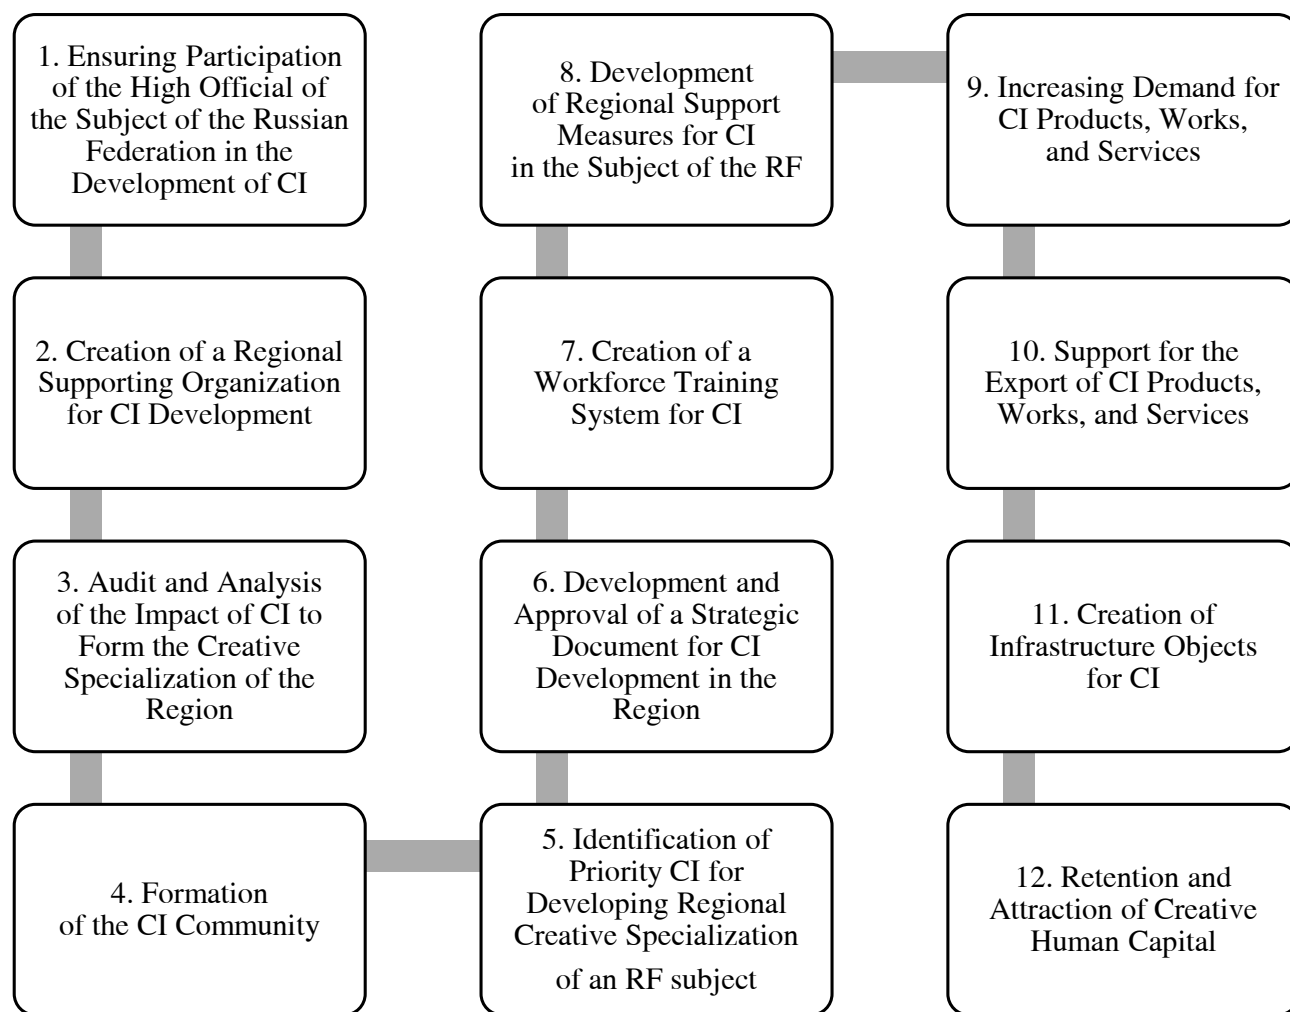 1. Ensuring Participation
of the High Official of
the Subject of the Russian
Federation in the
Development of CI
2. Creation of a Regional
Supporting Organization
for CI Development
3. Audit and Analysis
of the Impact of CI to
Form the Creative
Specialization of the
Region
4. Formation
of the CI Community
5. Identification of
Priority CI for
Developing Regional
Creative Specialization
of an RF subject
6. Development and
Approval of a Strategic
Document for CI
Development in the
Region
7. Creation of a
Workforce Training
System for CI
8. Development
of Regional Support
Measures for CI
in the Subject of the RF
9. Increasing Demand for
CI Products, Works,
and Services
10. Support for the
Export of CI Products,
Works, and Services
11. Creation of
Infrastructure Objects
for CI
12. Retention and
Attraction of Creative
Human Capital